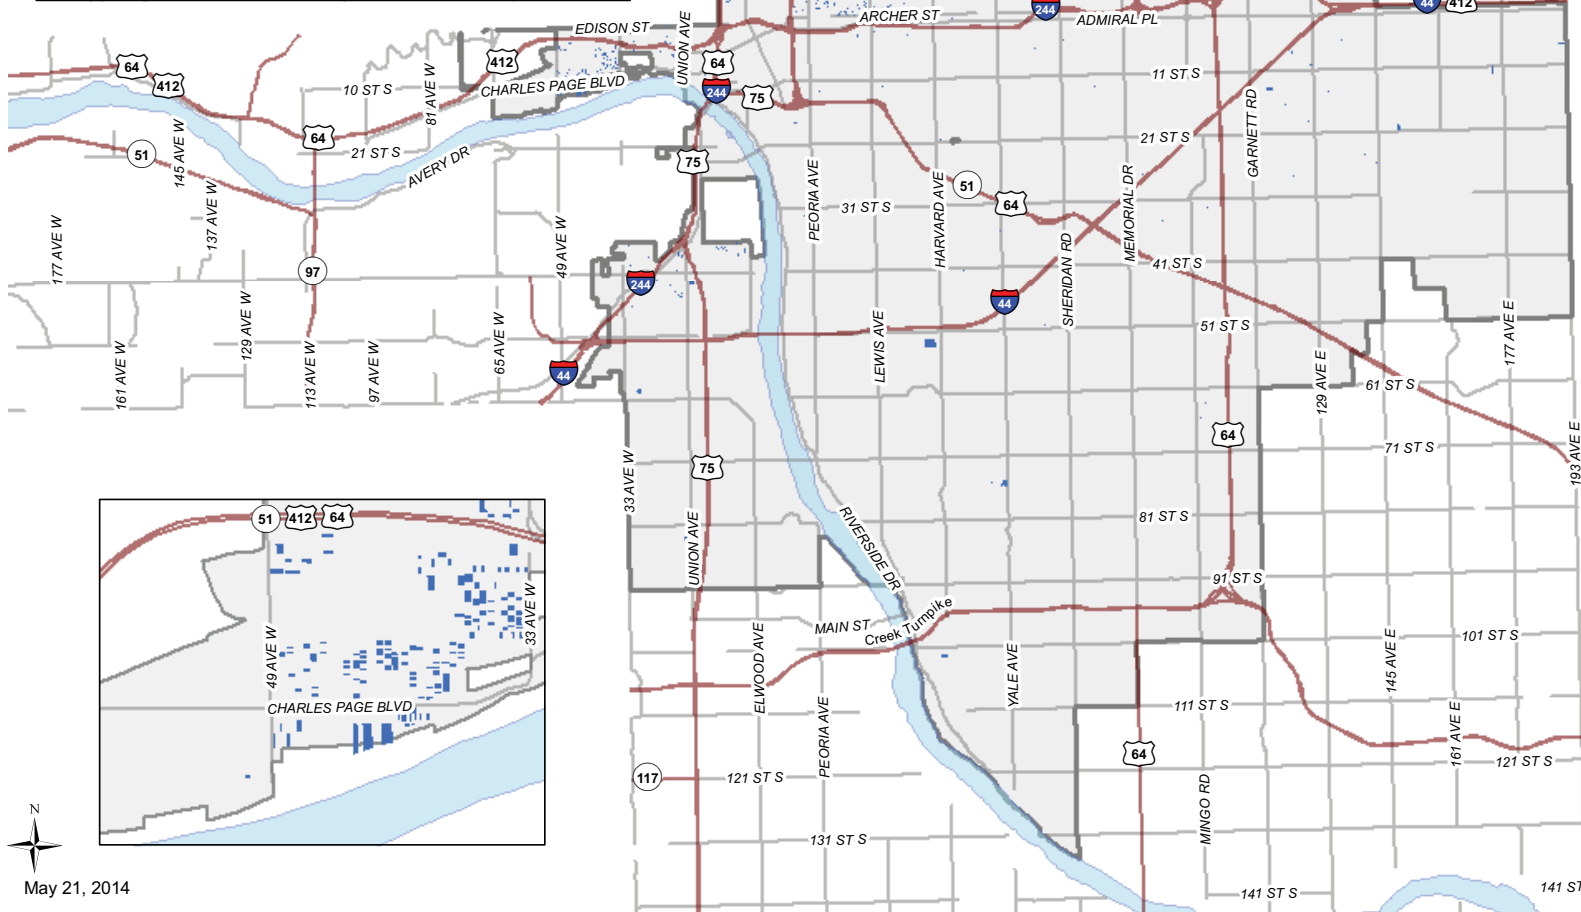 EDISON ST
UNION AVE
ARCHER ST
244
ADMIRAL PL
44
412
64
412
412
64
10 ST S
81 AVE W
CHARLES PAGE BLVD
244
75
11 ST S
GARNETT RD
51
145 AVE W
64
21 ST S
AVERY DR
75
21 ST S
137 AVE W
177 AVE W
49 AVE W
PEORIA AVE
31 ST S
HARVARD AVE
51
64
MEMORIAL DR
SHERIDAN RD
41 ST S
97
244
44
129 AVE W
161 AVE W
113 AVE W
97 AVE W
65 AVE W
44
LEWIS AVE
51 ST S
177 AVE E
129 AVE E
61 ST S
64
71 ST S
193 AVE E
33 AVE W
75
UNION AVE
81 ST S
RIVERSIDE DR
91 ST S
51
412
64
49 AVE W
33 AVE W
CHARLES PAGE BLVD
MAIN ST
Creek Turnpike
ELWOOD AVE
PEORIA AVE
YALE AVE
101 ST S
145 AVE E
111 ST S
161 AVE E
64
117
121 ST S
121 ST S
MINGO RD
131 ST S
141 ST S
141 ST
N
May 21, 2014